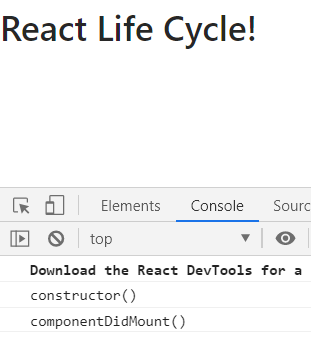 React Life Cycle!
Elements Console Sourc
top
Download the React DevTools for a
constructor()
componentDidMount()